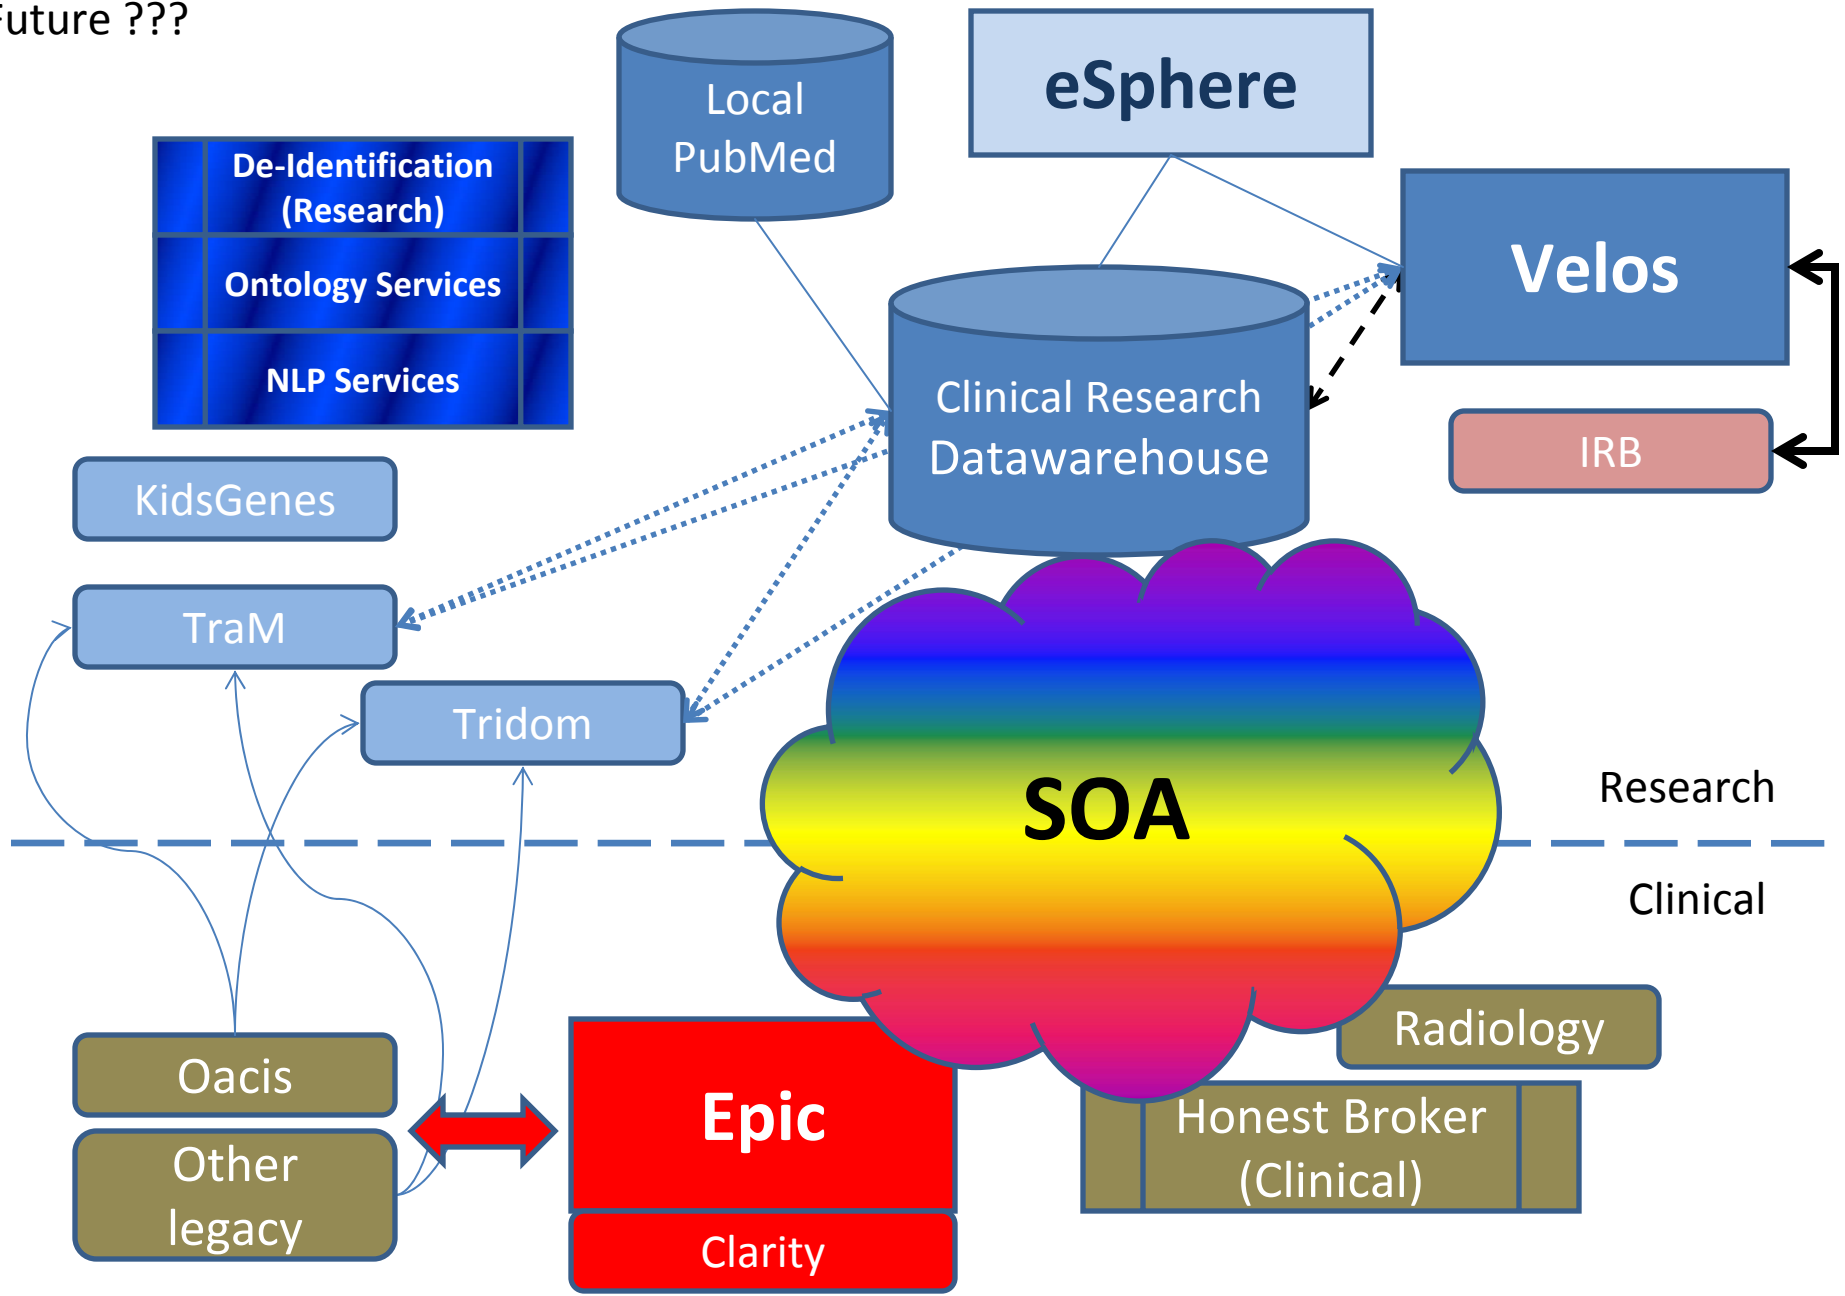 Future ???
Local
PubMed
eSphere
De-Identification
(Research)
Ontology Services
NLP Services
Velos
Clinical Research
Datawarehouse
IRB
KidsGenes
TraM
Tridom
SOA
Research
Clinical
Oacis
Other
legacy
Epic
Clarity
Radiology
Honest Broker
(Clinical)